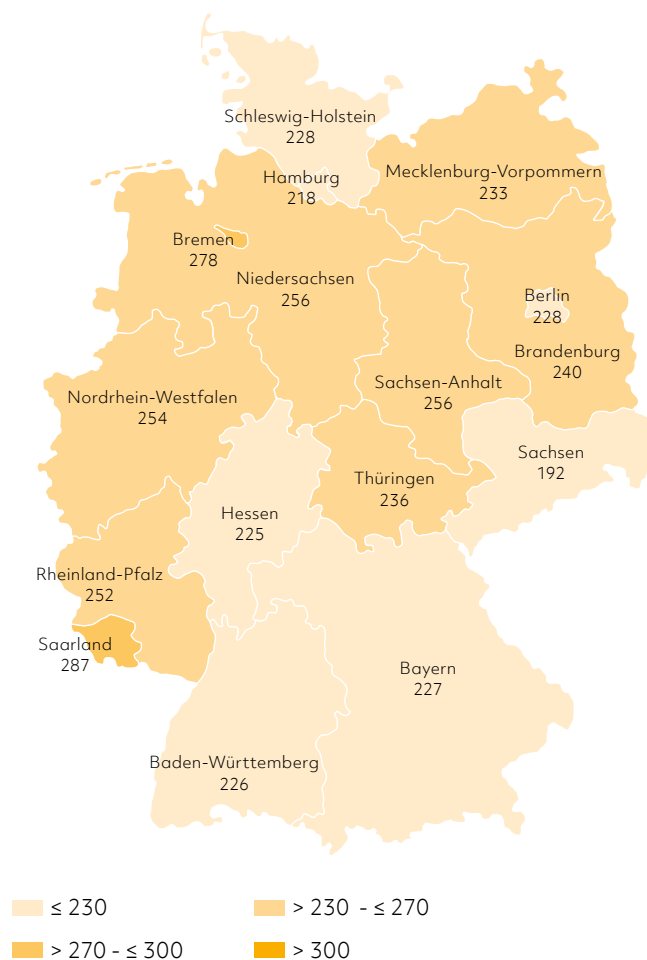 Schleswig-Holstein
228
Hamburg
218
Mecklenburg-Vorpommern
233
Bremen
278
Niedersachsen
256
Berlin
228
Brandenburg
240
Nordrhein-Westfalen
254
Sachsen-Anhalt
256
Sachsen
192
Thüringen
236
Hessen
225
Rheinland-Pfalz
252
Saarland
287
Bayern
227
Baden-Württemberg
226
≤ 230
> 230 - ≤ 270
> 270 - ≤ 300
> 300